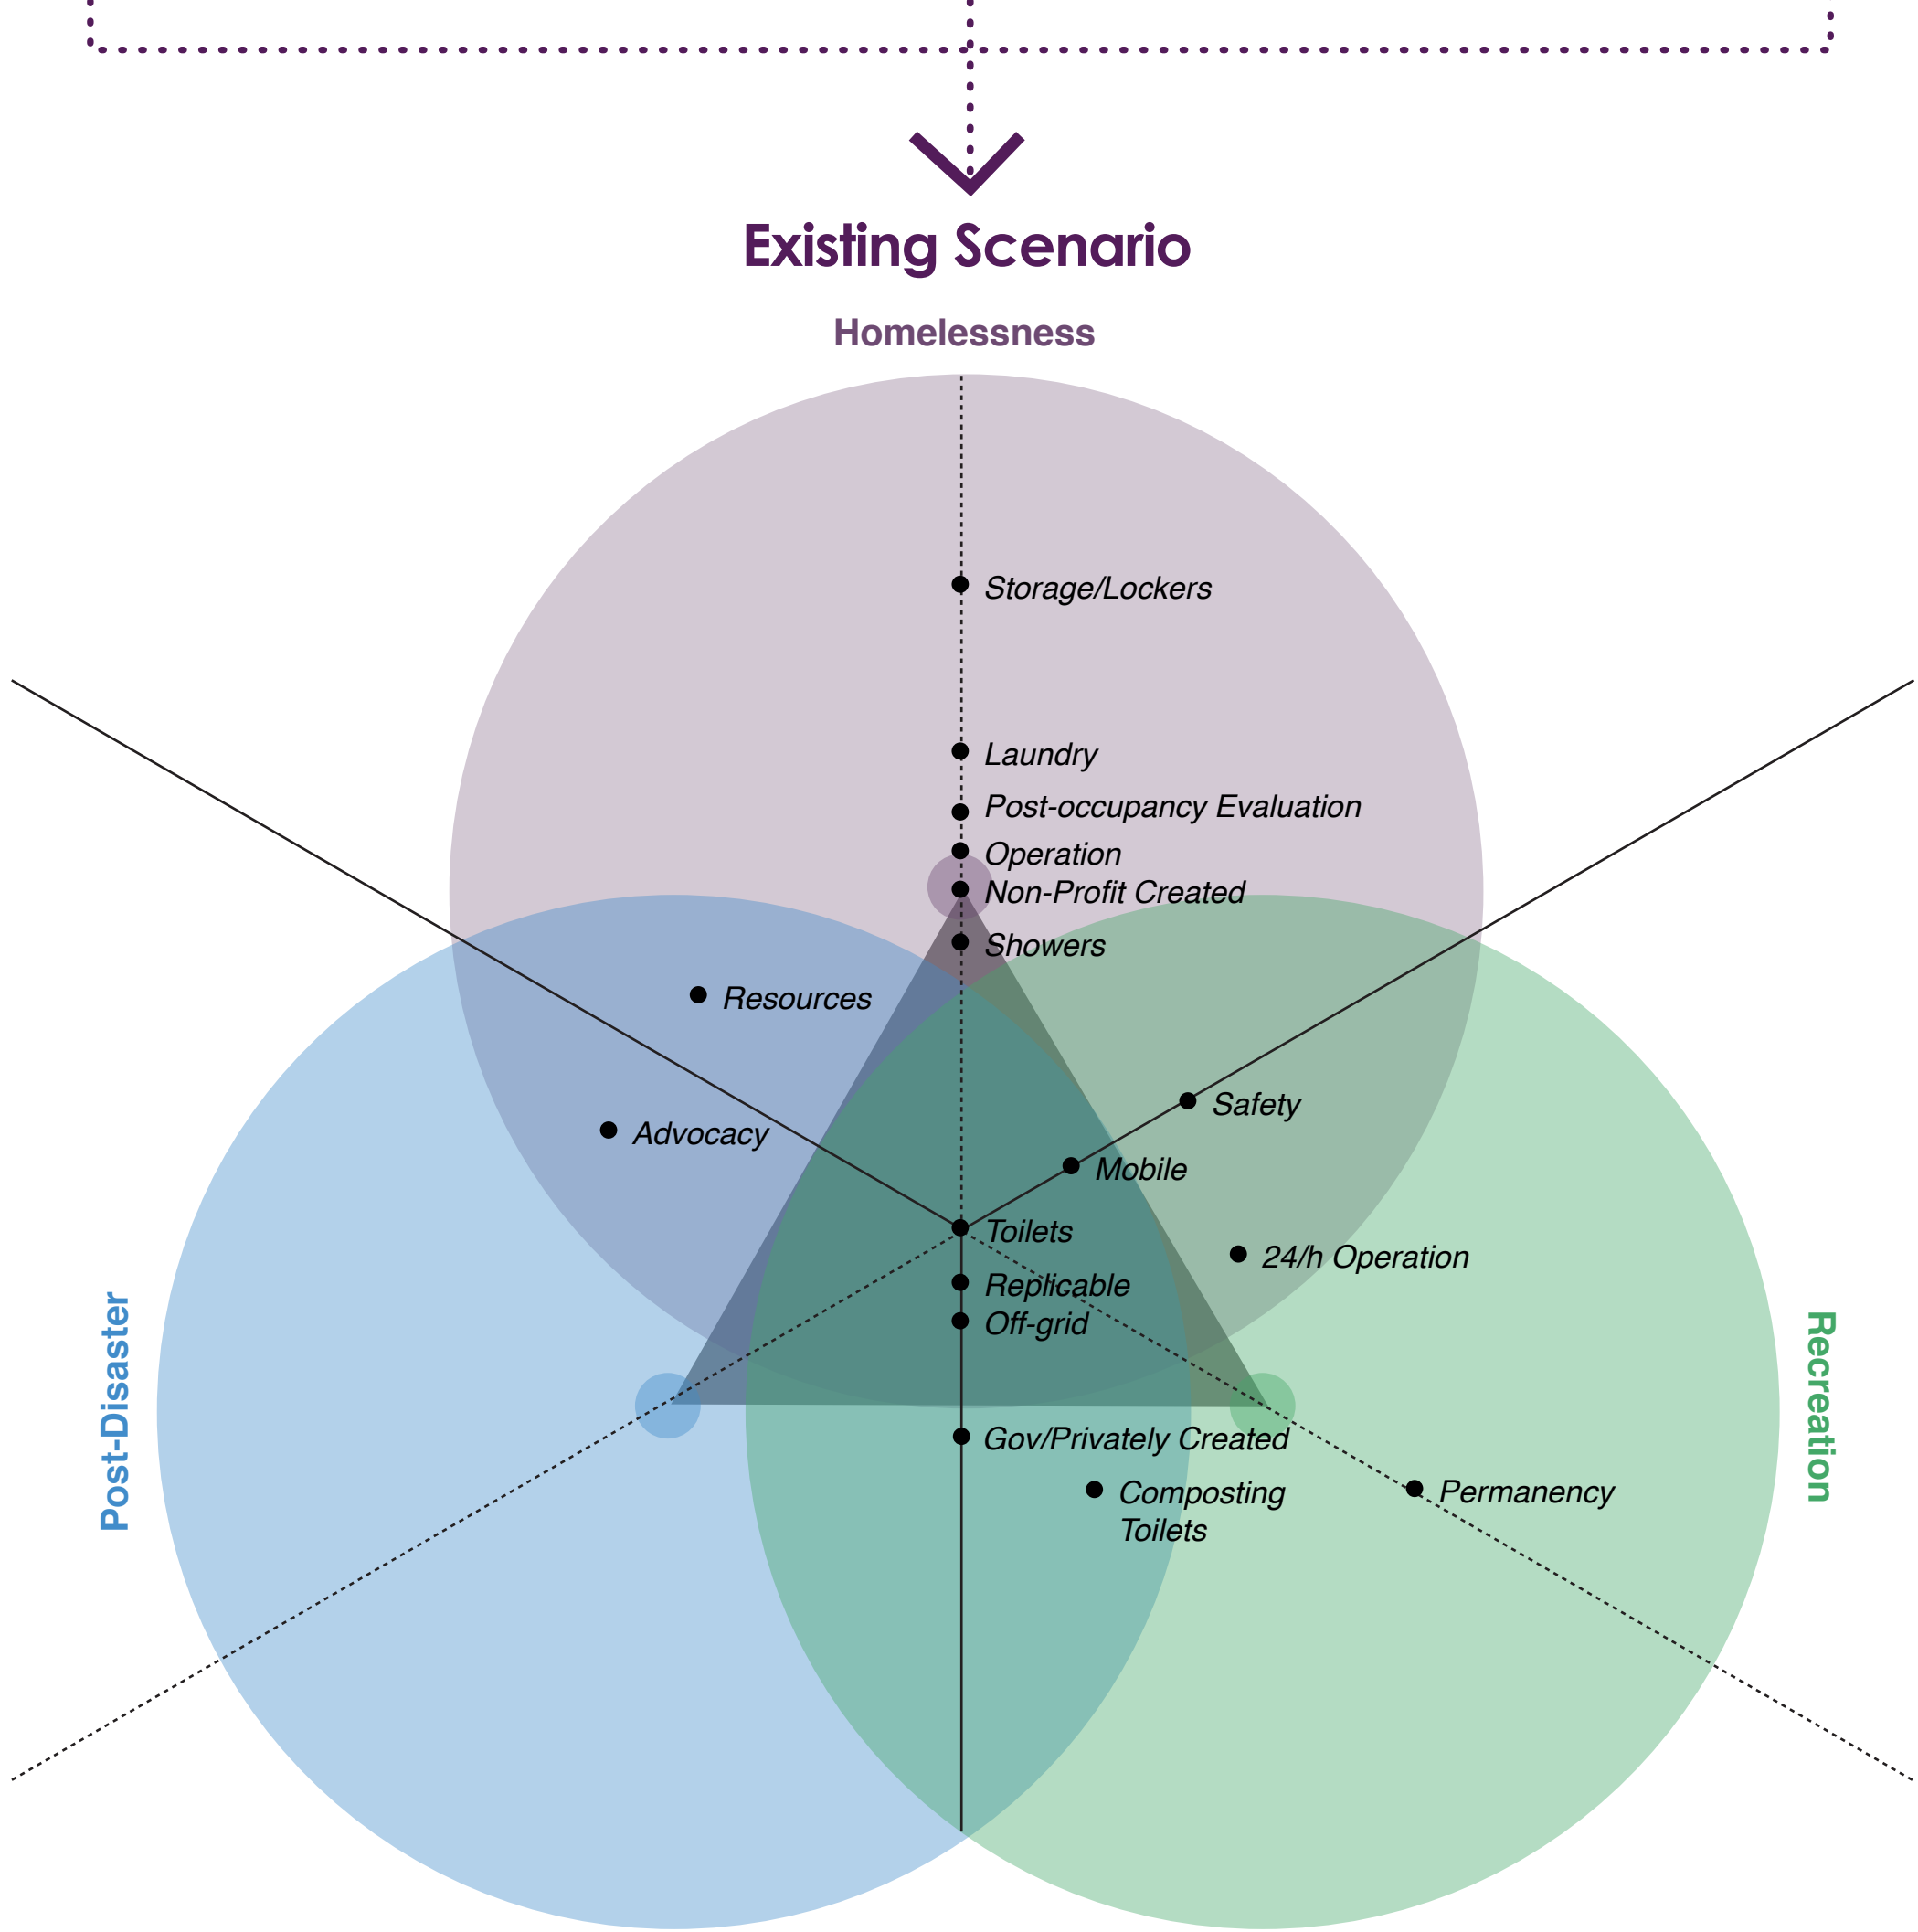 Existing Scenario
Homelessness
Storage/Lockers
Laundry
Post-occupancy Evaluation
Operation
Non-Profit Created
Showers
Resources
Safety
Advocacy
Mobile
Toilets
24/h Operation
Replicable
Off-grid
Post-Disaster
Recreation
Gov/Privately Created
Composting
Toilets
Permanency